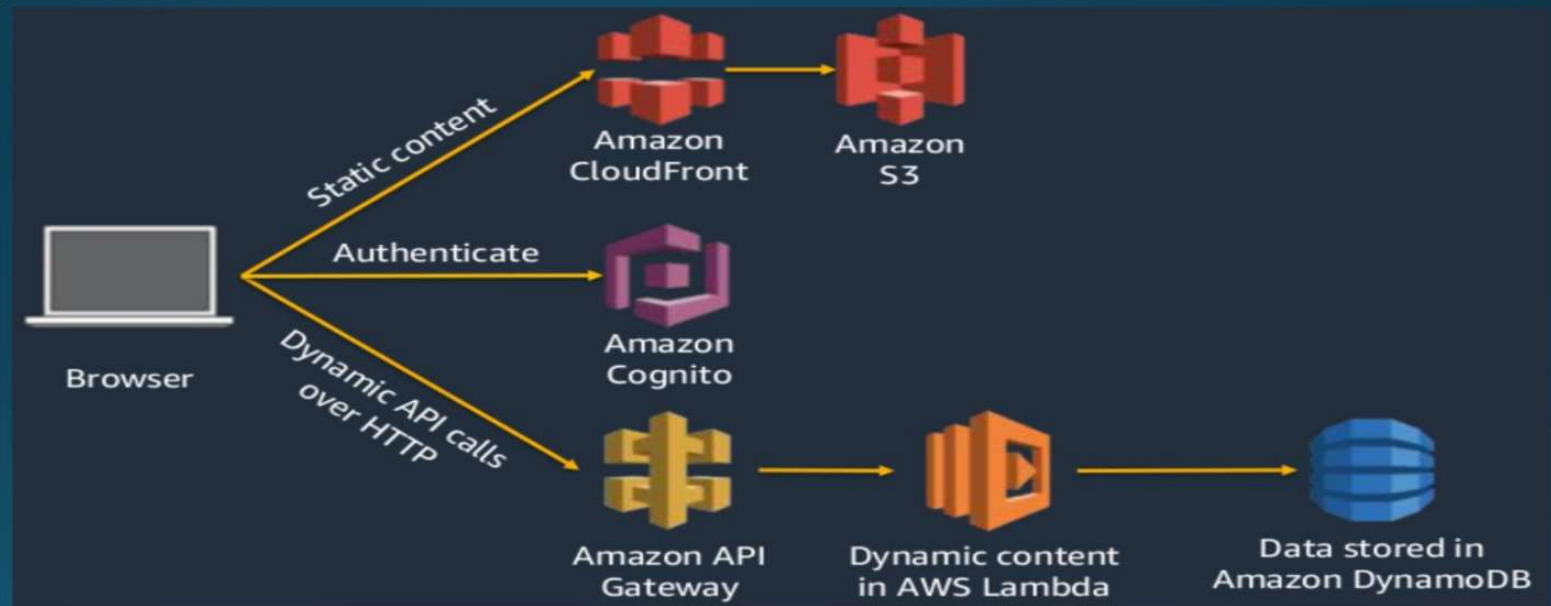 Static content
Amazon
CloudFront
Amazon
S3
Authenticate
Amazon
Cognito
Browser
Dynamic API calls
over HTTP
Amazon API
Gateway
Dynamic content
in AWS Lambda
Data stored in
Amazon DynamoDB